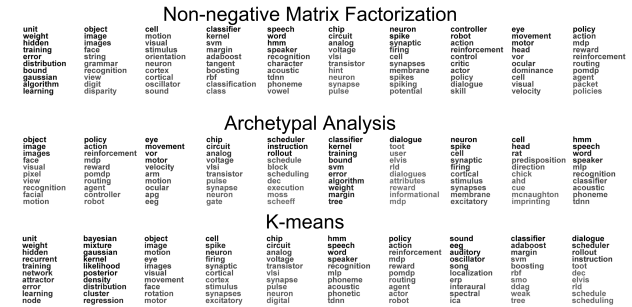 Non-negative Matrix Factorization
unit object cell classifier speech chip neuron controller eye policy
weight image motion kernel word circuit spike robot movement action
hidden images visual svm hmm analog synaptic action motor mdp
training face stimulus margin speaker voltage firing reinforcement head reward
error string orientation adaboost recognition vlsi cell control vor reinforcement
distribution grammar neuron tangent character transistor synapses critic ocular routing
bound recognition cortex boosting acoustic hint membrane actor dominance pomdp
gaussian view cortical rbf tdnn neuron spikes policy cell agent
algorithm digit oscillator classification phoneme synapse spiking dialogue visual packet
learning disparity sound class vowel pulse potential skill velocity policies
Archetypal Analysis
object policy eye chip scheduler classifier dialogue neuron cell hmm
image action movement circuit instruction kernel toot spike head speech
images reinforcement vor analog rollout training user cell rat word
face mdp motor voltage schedule bound elvis synaptic predisposition speaker
visual reward velocity vlsi block svm rld firing direction mlp
pixel pomdp arm transistor scheduling error dialogues cortical chick recognition
view routing motion pulse dec algorithm attributes stimulus ahd classifier
recognition agent ocular synapse execution weight reward synapses cue acoustic
facial controller apg neuron moss margin informational membrane mcnaughton phoneme
motion robot eeg gate scheeff tree mdp excitatory imprinting tdnn
K-means
unit bayesian object cell chip hmm policy sound classifier dialogue
weight mixture image spike circuit speech action eeg adaboost scheduler
hidden gaussian motion neuron analog word reinforcement auditory margin rollout
recurrent kernel eye firing voltage speaker mdp oscillator svm instruction
training likelihood images synaptic transistor recognition reward song boosting toot
network posterior visual cortical vlsi mlp pomdp localization rbf dec
attractor density movement cortex phoneme routing erp smo elvis
error distribution face stimulus synapse acoustic agent interaural ddag rld
learning cluster rotation synapses pulse phonetic actor spectral weak schedule
node regression motor excitatory digital tdnn robot ica tree scheduling